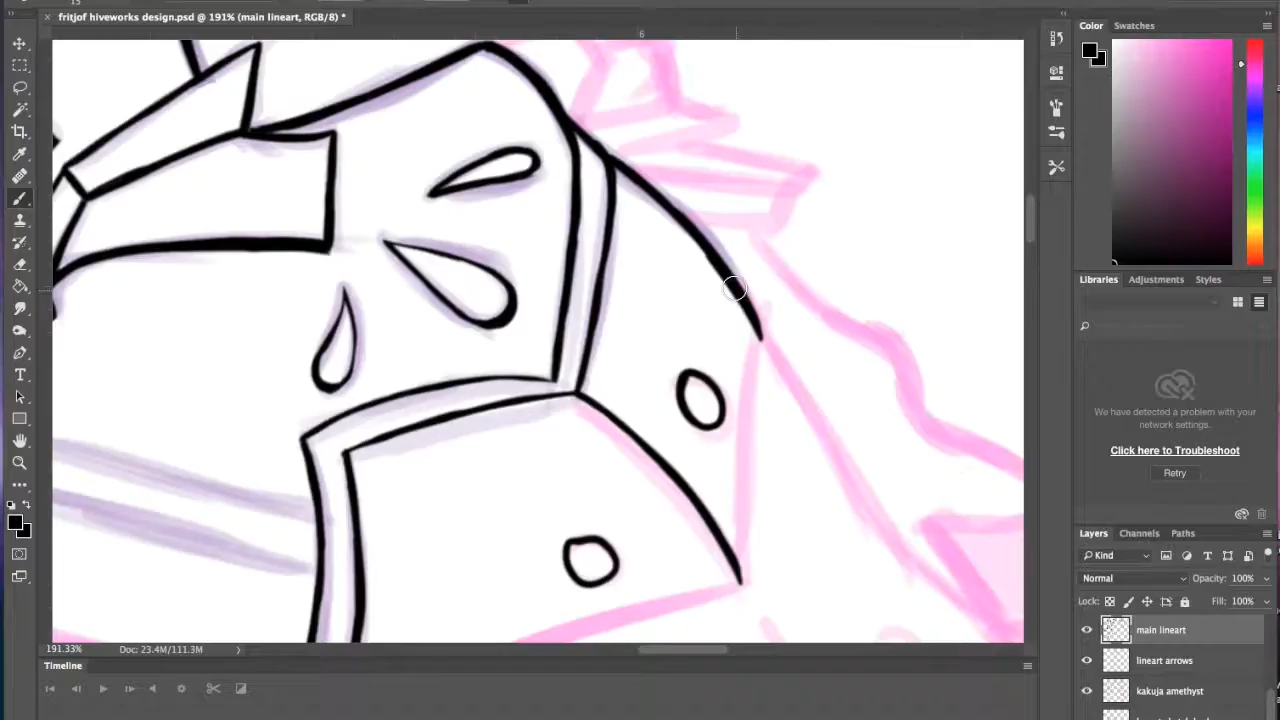 15
× fritjof hiveworks design.psd @ 191% (main lineart, RGB/8) *
Color Swatches
6
Libraries Adjustments Styles
We have detected a problem with your
network settings.
Click here to Troubleshoot
Retry
Layers Channels Paths
Kind
Normal Opacity: 100%
Lock: Fill: 100%
main lineart
lineart arrows
kakuja amethyst
191.33% Doc: 23.4M/111.3M
Timeline